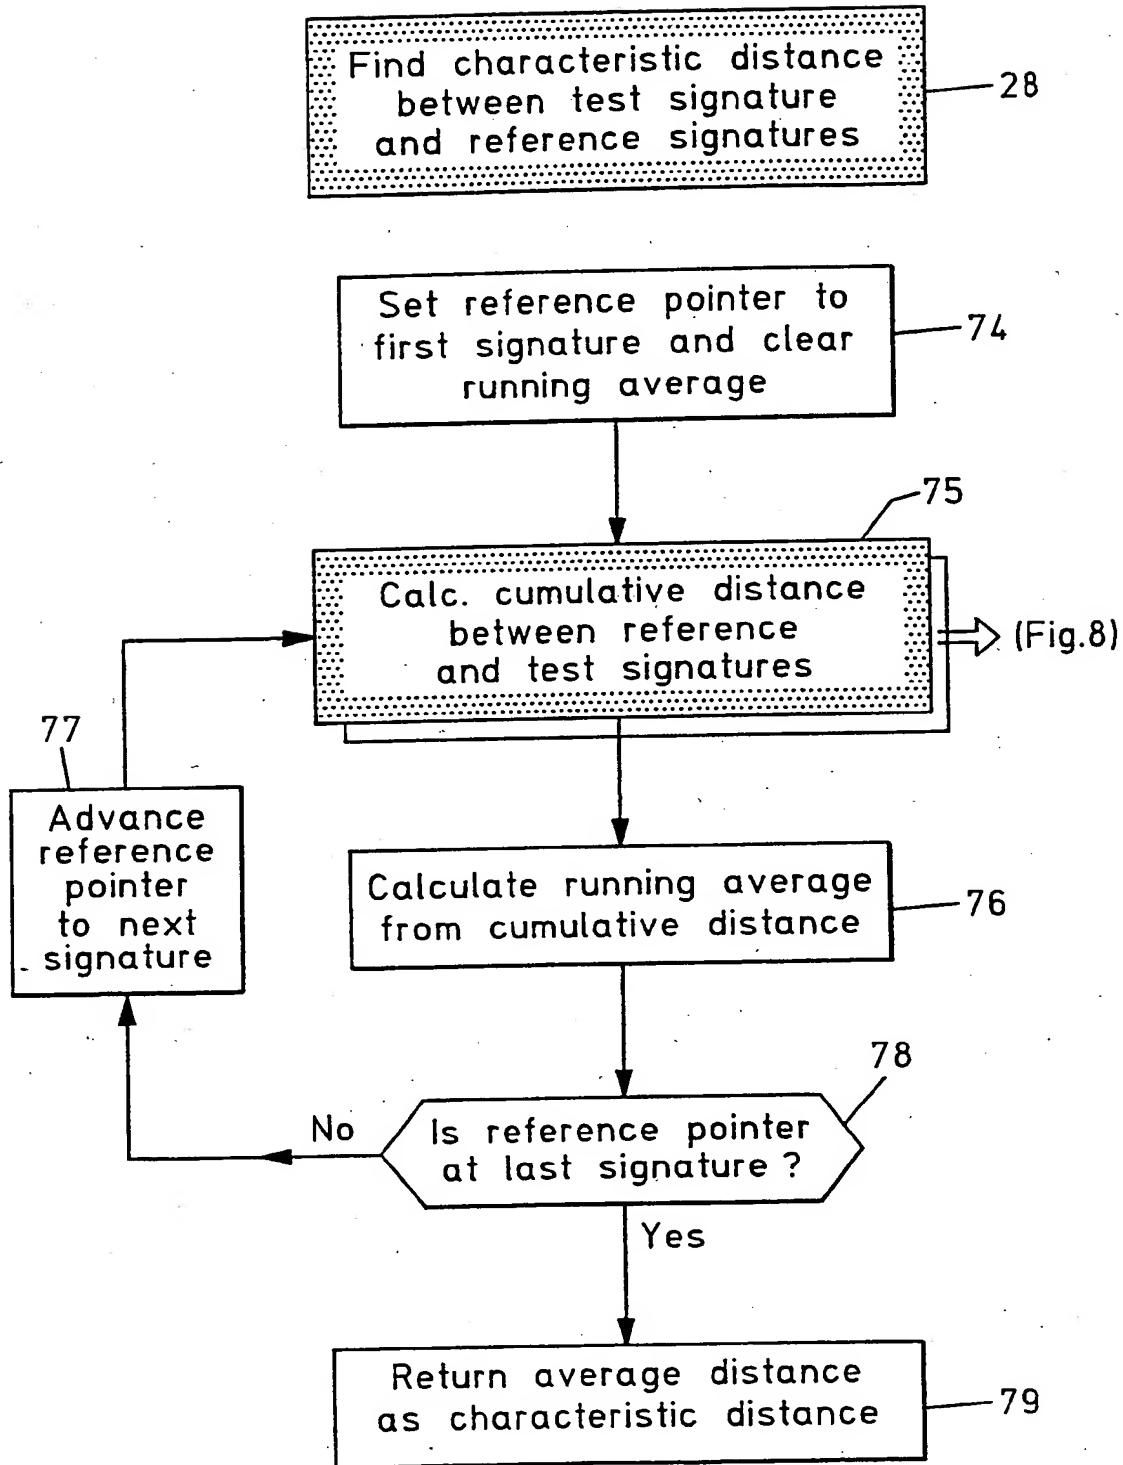 Find characteristic distance
between test signature
and reference signatures
28
Set reference pointer to
first signature and clear
running average
74
75
Calc. cumulative distance
between reference
and test signatures
(Fig.8)
77
Advance
reference
pointer
to next
signature
Calculate running average
from cumulative distance
76
78
No
Is reference pointer
at last signature ?
Yes
Return average distance
as characteristic distance
79